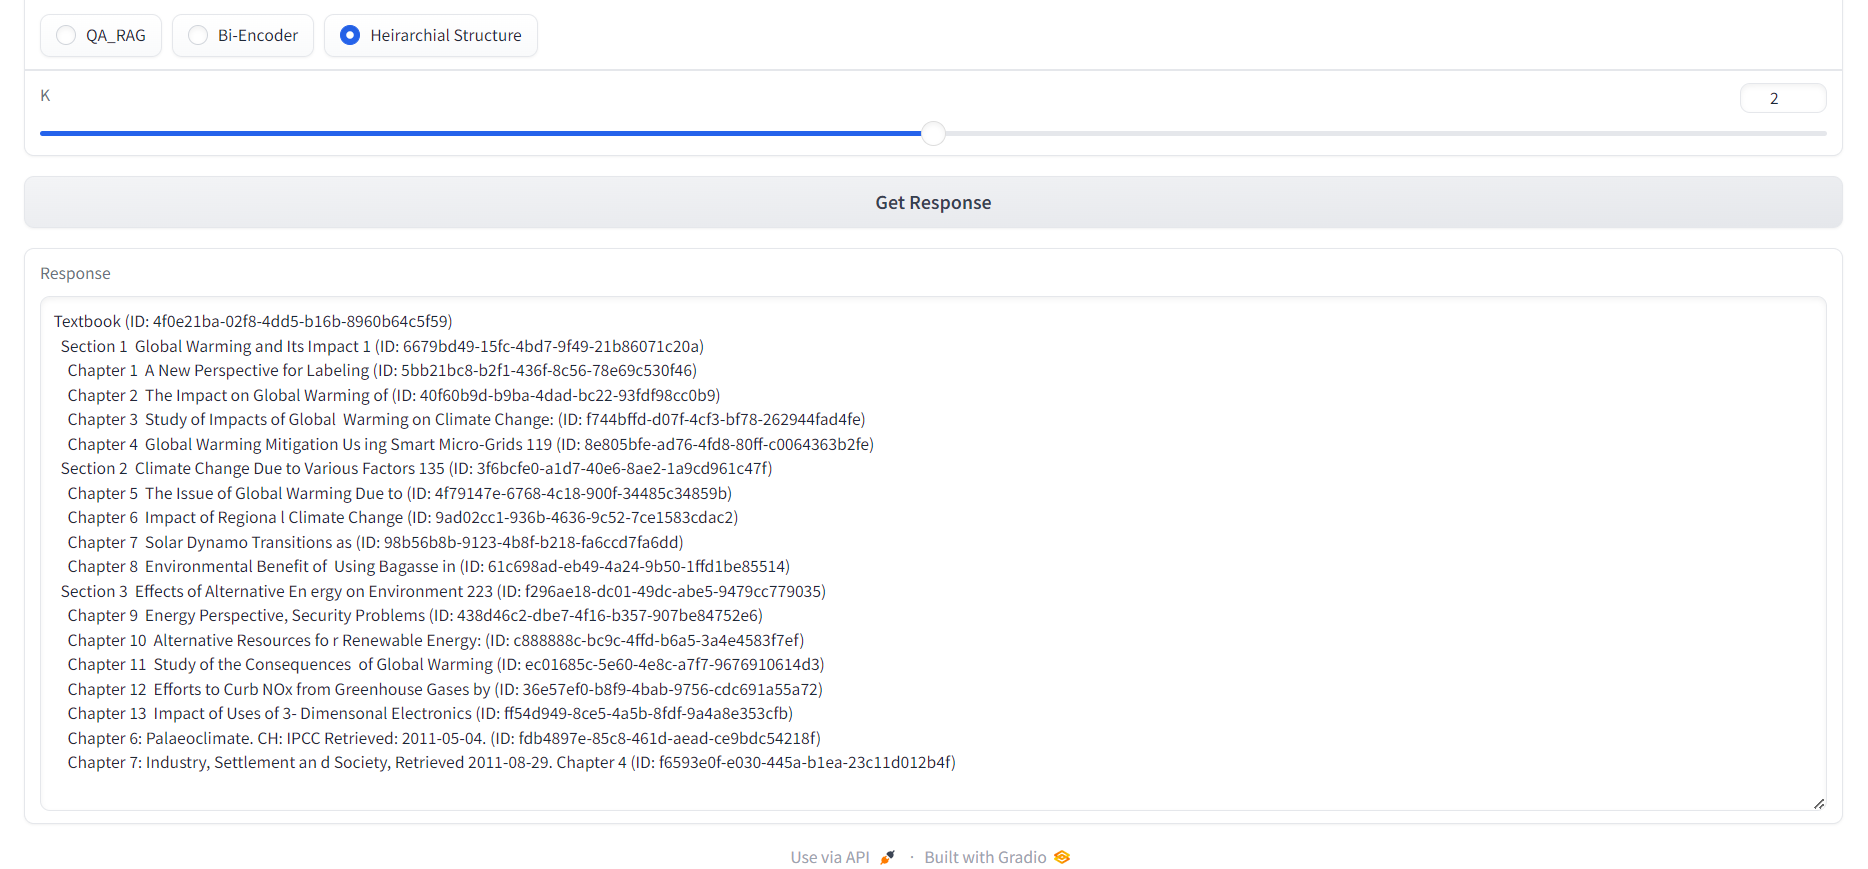 QA_RAG Bi-Encoder Heirarchial Structure
K 2
Get Response
Response
Textbook (ID: 4f0e21ba-02f8-4dd5-b16b-8960b64c5f59)
Section 1 Global Warming and Its Impact 1 (ID: 6679bd49-15fc-4bd7-9f49-21b86071c20a)
Chapter 1 A New Perspective for Labeling (ID: 5bb21bc8-b2f1-436f-8c56-78e69c530f46)
Chapter 2 The Impact on Global Warming of (ID: 40f60b9d-b9ba-4dad-bc22-93fdf98cc0b9)
Chapter 3 Study of Impacts of Global Warming on Climate Change: (ID: f744bffd-d07f-4cf3-bf78-262944fad4fe)
Chapter 4 Global Warming Mitigation Us ing Smart Micro-Grids 119 (ID: 8e805bfe-ad76-4fd8-80ff-c0064363b2fe)
Section 2 Climate Change Due to Various Factors 135 (ID: 3f6bcfe0-a1d7-40e6-8ae2-1a9cd961c47f)
Chapter 5 The Issue of Global Warming Due to (ID: 4f79147e-6768-4c18-900f-34485c34859b)
Chapter 6 Impact of Regiona l Climate Change (ID: 9ad02cc1-936b-4636-9c52-7ce1583cdac2)
Chapter 7 Solar Dynamo Transitions as (ID: 98b56b8b-9123-4b8f-b218-fa6ccd7fa6dd)
Chapter 8 Environmental Benefit of Using Bagasse in (ID: 61c698ad-eb49-4a24-9b50-1ffd1be85514)
Section 3 Effects of Alternative En ergy on Environment 223 (ID: f296ae18-dc01-49dc-abe5-9479cc779035)
Chapter 9 Energy Perspective, Security Problems (ID: 438d46c2-dbe7-4f16-b357-907be84752e6)
Chapter 10 Alternative Resources fo r Renewable Energy: (ID: c888888c-bc9c-4ffd-b6a5-3a4e4583f7ef)
Chapter 11 Study of the Consequences of Global Warming (ID: ec01685c-5e60-4e8c-a7f7-9676910614d3)
Chapter 12 Efforts to Curb NOx from Greenhouse Gases by (ID: 36e57ef0-b8f9-4bab-9756-cdc691a55a72)
Chapter 13 Impact of Uses of 3- Dimensonal Electronics (ID: ff54d949-8ce5-4a5b-8fdf-9a4a8e353cfb)
Chapter 6: Palaeoclimate. CH: IPCC Retrieved: 2011-05-04. (ID: fdb4897e-85c8-461d-aead-ce9bdc54218f)
Chapter 7: Industry, Settlement an d Society, Retrieved 2011-08-29. Chapter 4 (ID: f6593e0f-e030-445a-b1ea-23c11d012b4f)
Use via API · Built with Gradio